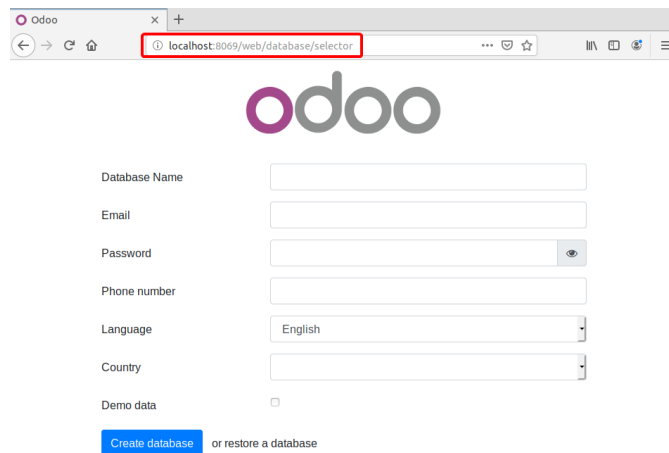 Odoo
localhost:8069/web/database/selector
odoo
Database Name
Email
Password
Phone number
Language English
Country
Demo data
Create database or restore a database